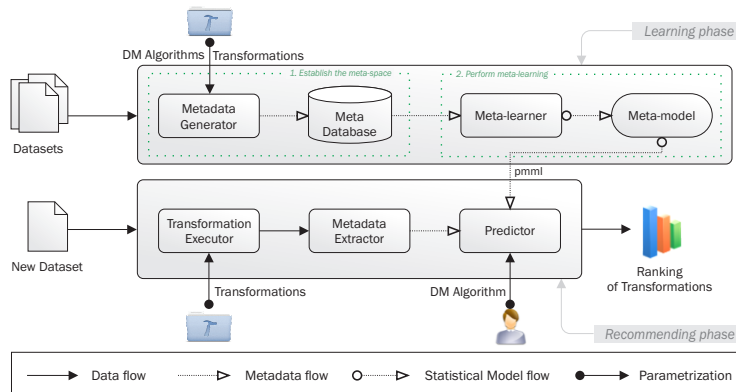 Learning phase
DM Algorithms
Transformations
1. Establish the meta-space
2. Perform meta-learning
Metadata
Generator
Meta
Database
Meta-learner
Meta-model
Datasets
pmml
Transformation
Executor
Metadata
Extractor
Predictor
New Dataset
Ranking
of Transformations
Transformations
DM Algorithm
Recommending phase
Data flow
Metadata flow
Statistical Model flow
Parametrization